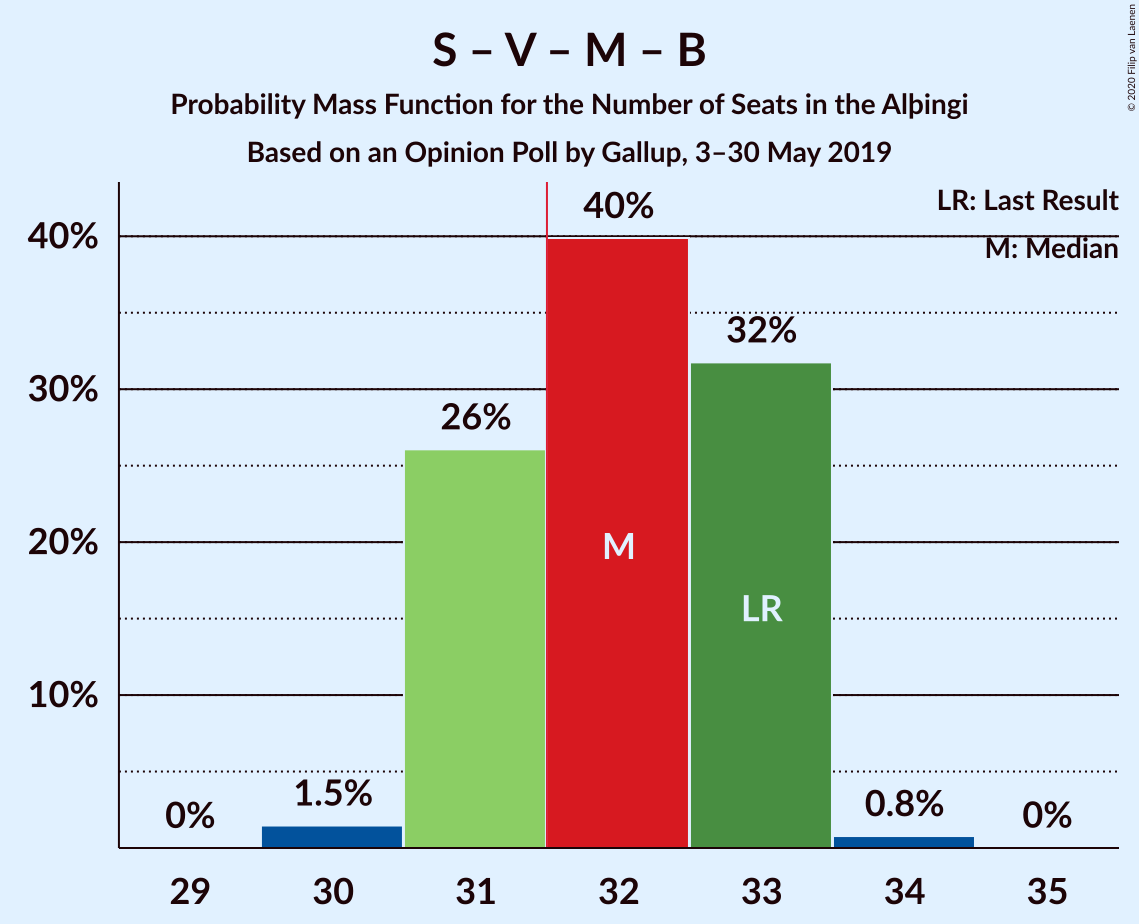 S – V – M – B
Probability Mass Function for the Number of Seats in the Alþingi
Based on an Opinion Poll by Gallup, 3–30 May 2019
© 2020 Filip van Laenen
LR: Last Result
M: Median
40%
30%
20%
10%
0%
1.5%
26%
40%
32%
0.8%
0%
M
LR
29 30 31 32 33 34 35